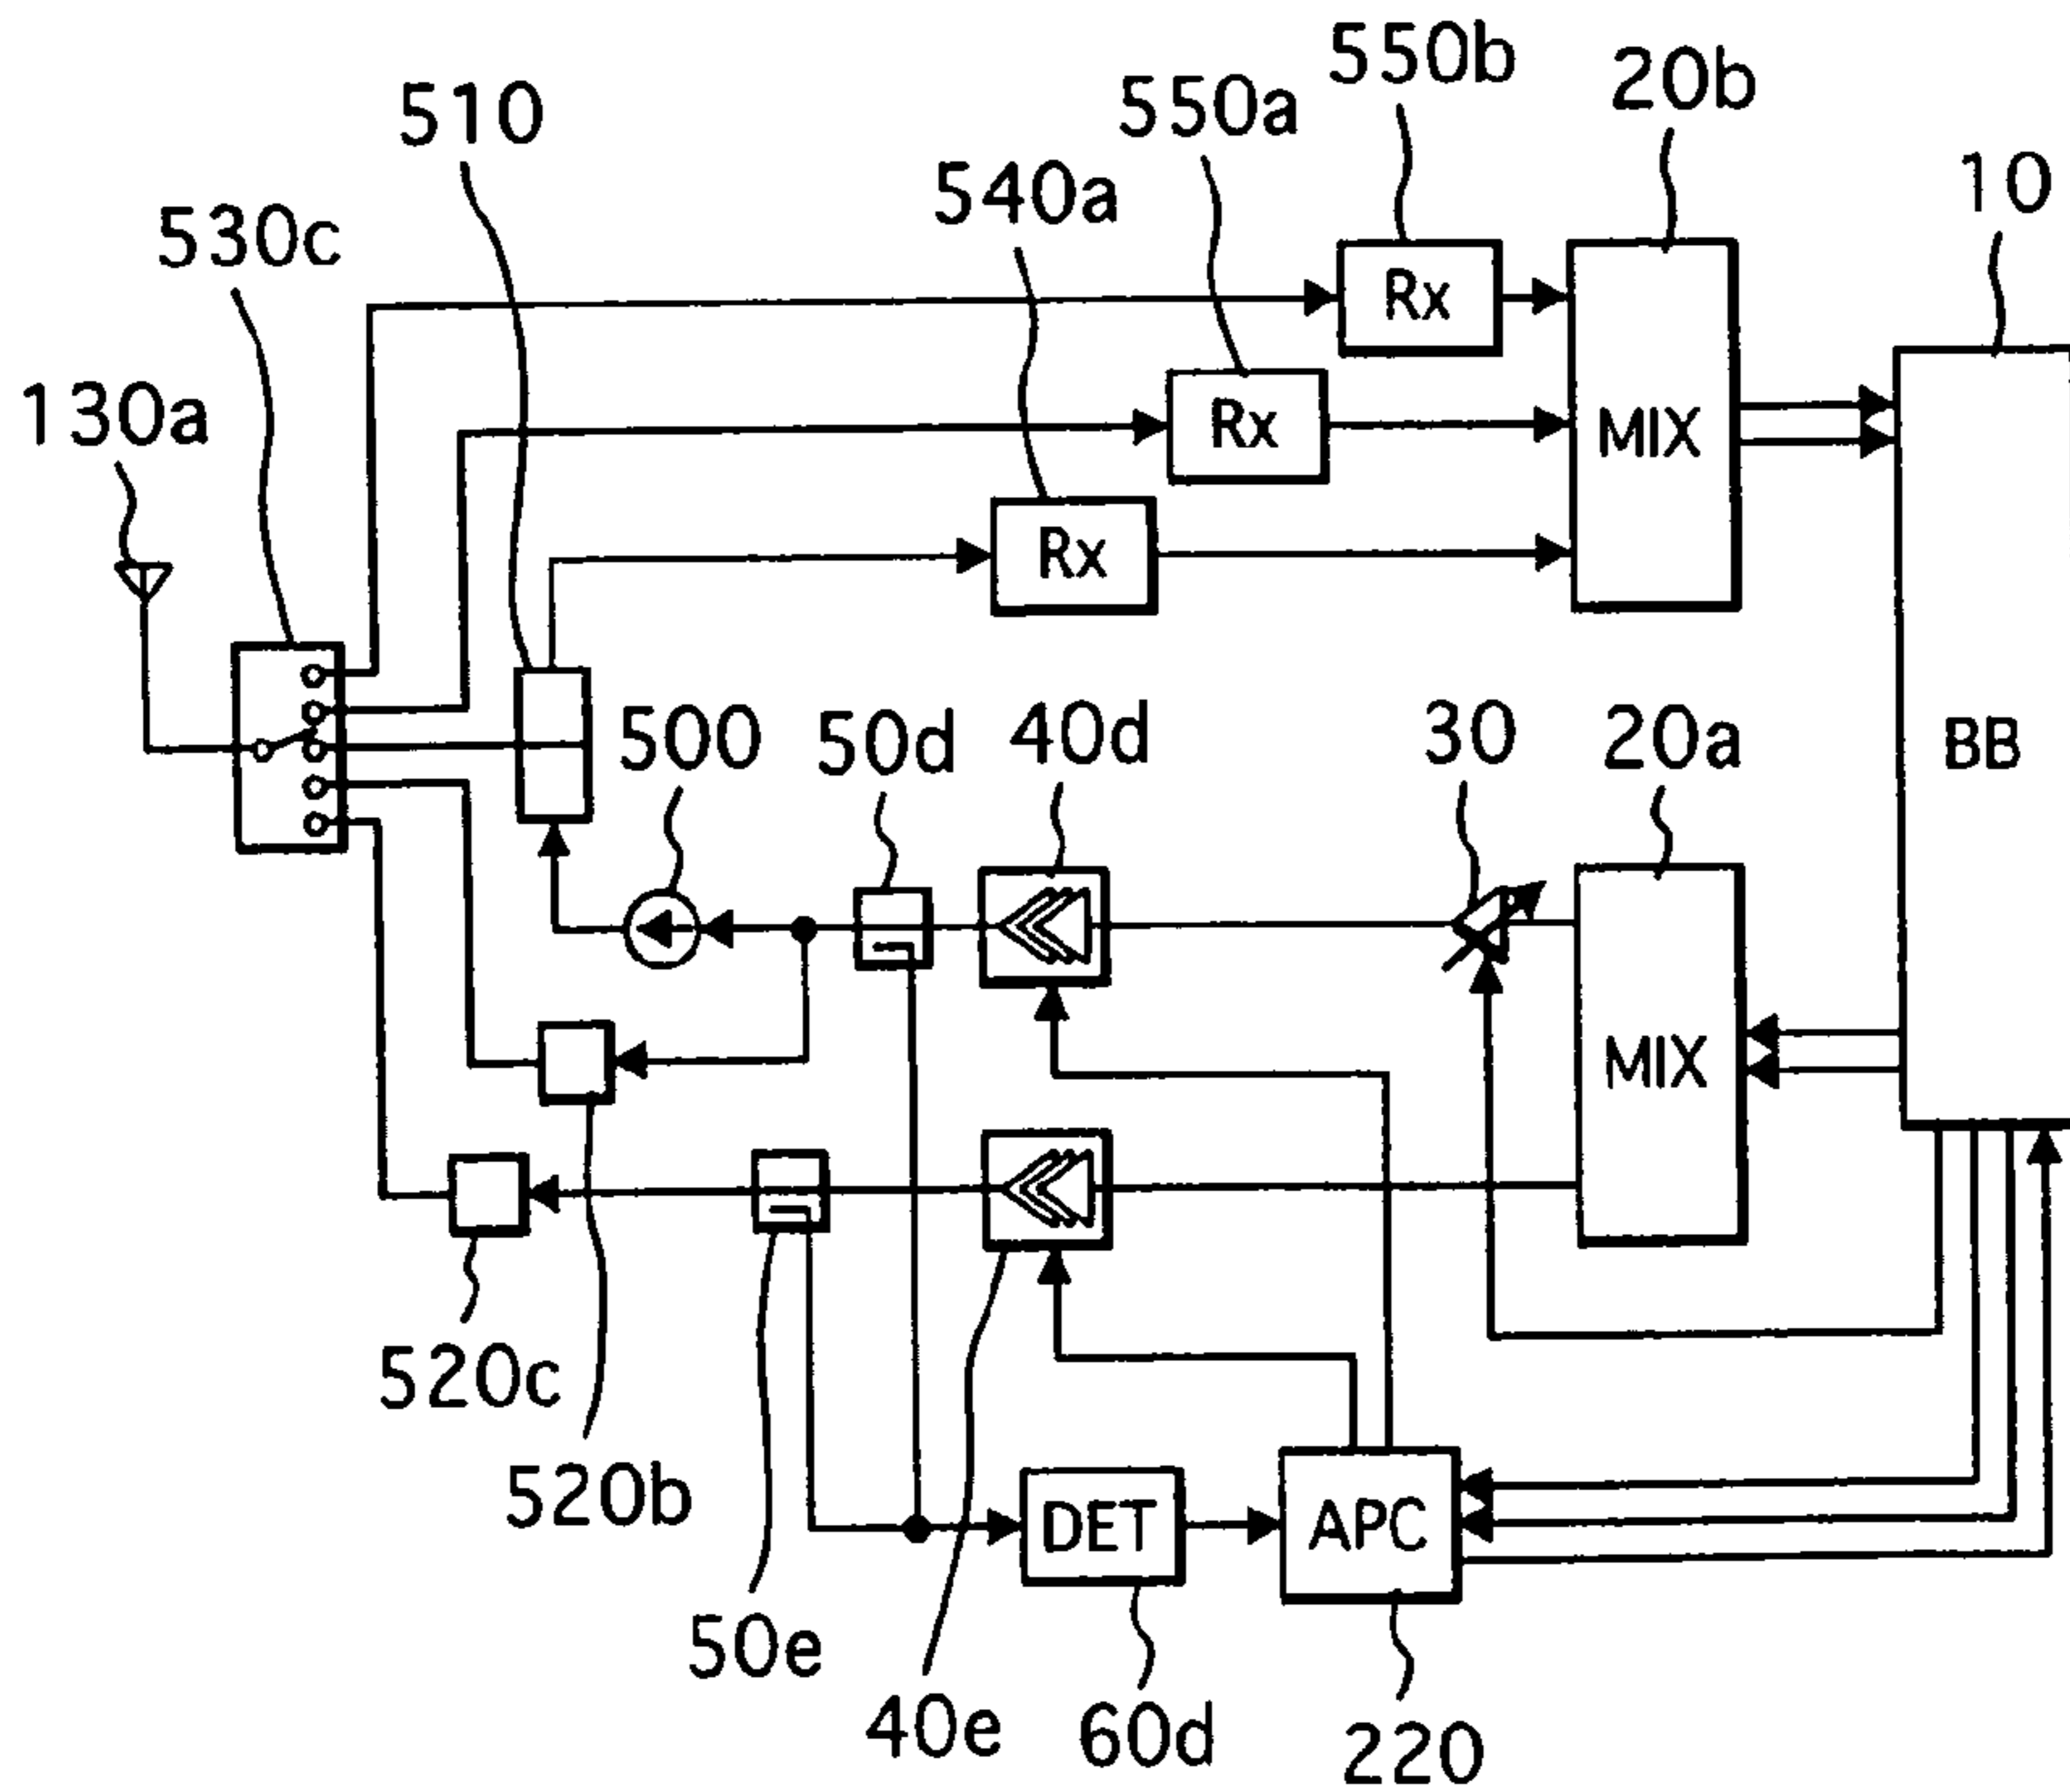 550b
20b
510
550a
10
540a
530c
Rx
130a
Rx
MIX
Rx
500
50d
40d
30
20a
BB
MIX
520c
520b
DET
APC
50e
40e
60d
220